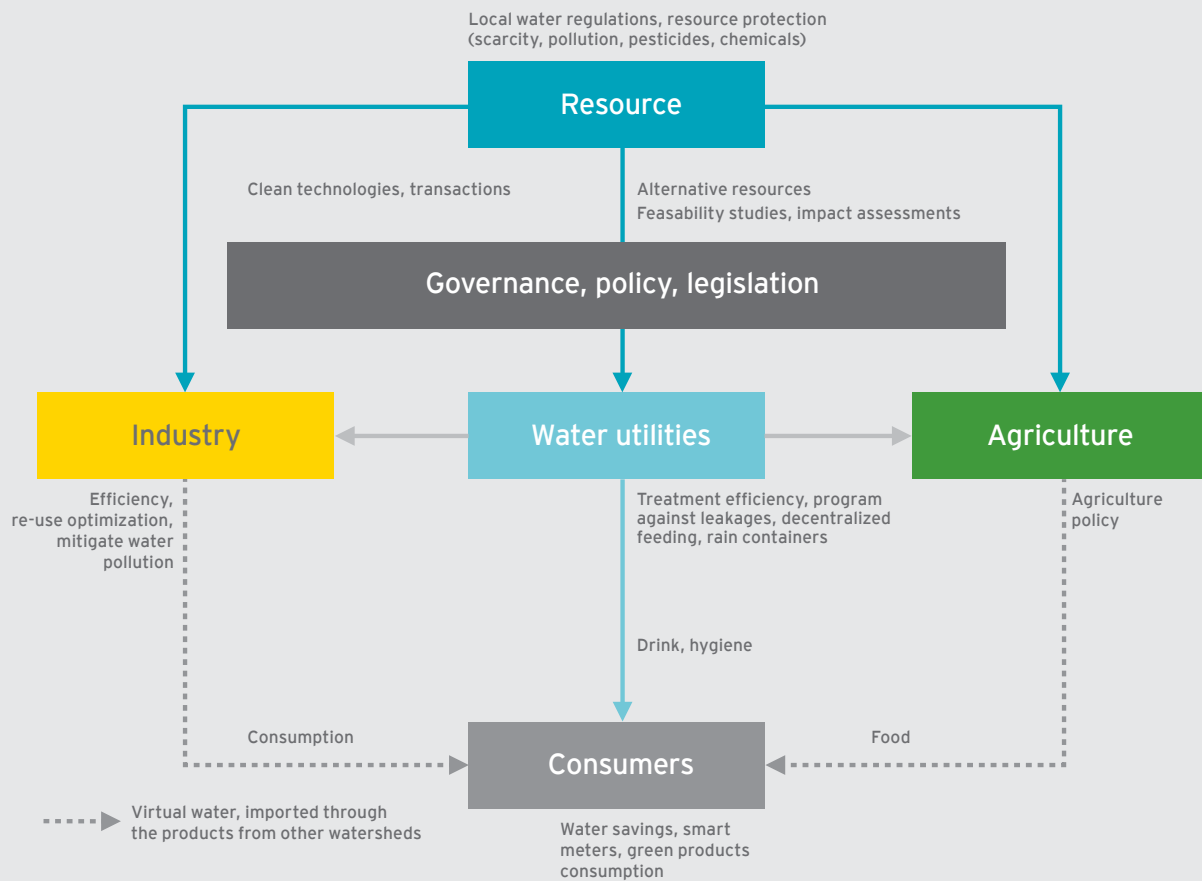 Local water regulations, resource protection
(scarcity, pollution, pesticides, chemicals)
Resource
Clean technologies, transactions
Alternative resources
Feasability studies, impact assessments
Governance, policy, legislation
Industry
Water utilities
Agriculture
Efficiency,
re-use optimization,
mitigate water
pollution
Treatment efficiency, program
against leakages, decentralized
feeding, rain containers
Agriculture
policy
Drink, hygiene
Consumption
Food
Consumers
Virtual water, imported through
the products from other watersheds
Water savings, smart
meters, green products
consumption